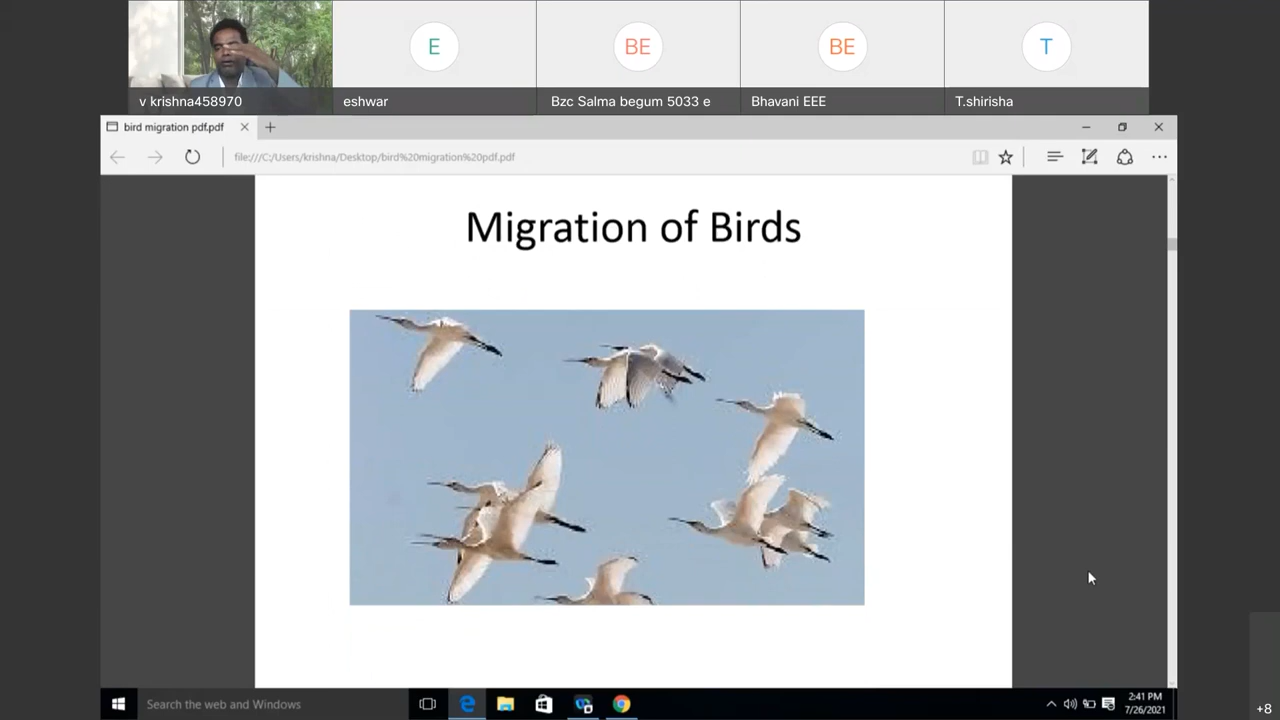 E
BE
BE
T
v krishna458970
eshwar
Bzc Salma begum 5033 e
Bhavani EEE
T.shirisha
bird migration pdf.pdf
file:///C:/Users/krishna/Desktop/bird%20migration%20pdf.pdf
Migration of Birds
Search the web and Windows
2:41 PM
7/26/2021
+8